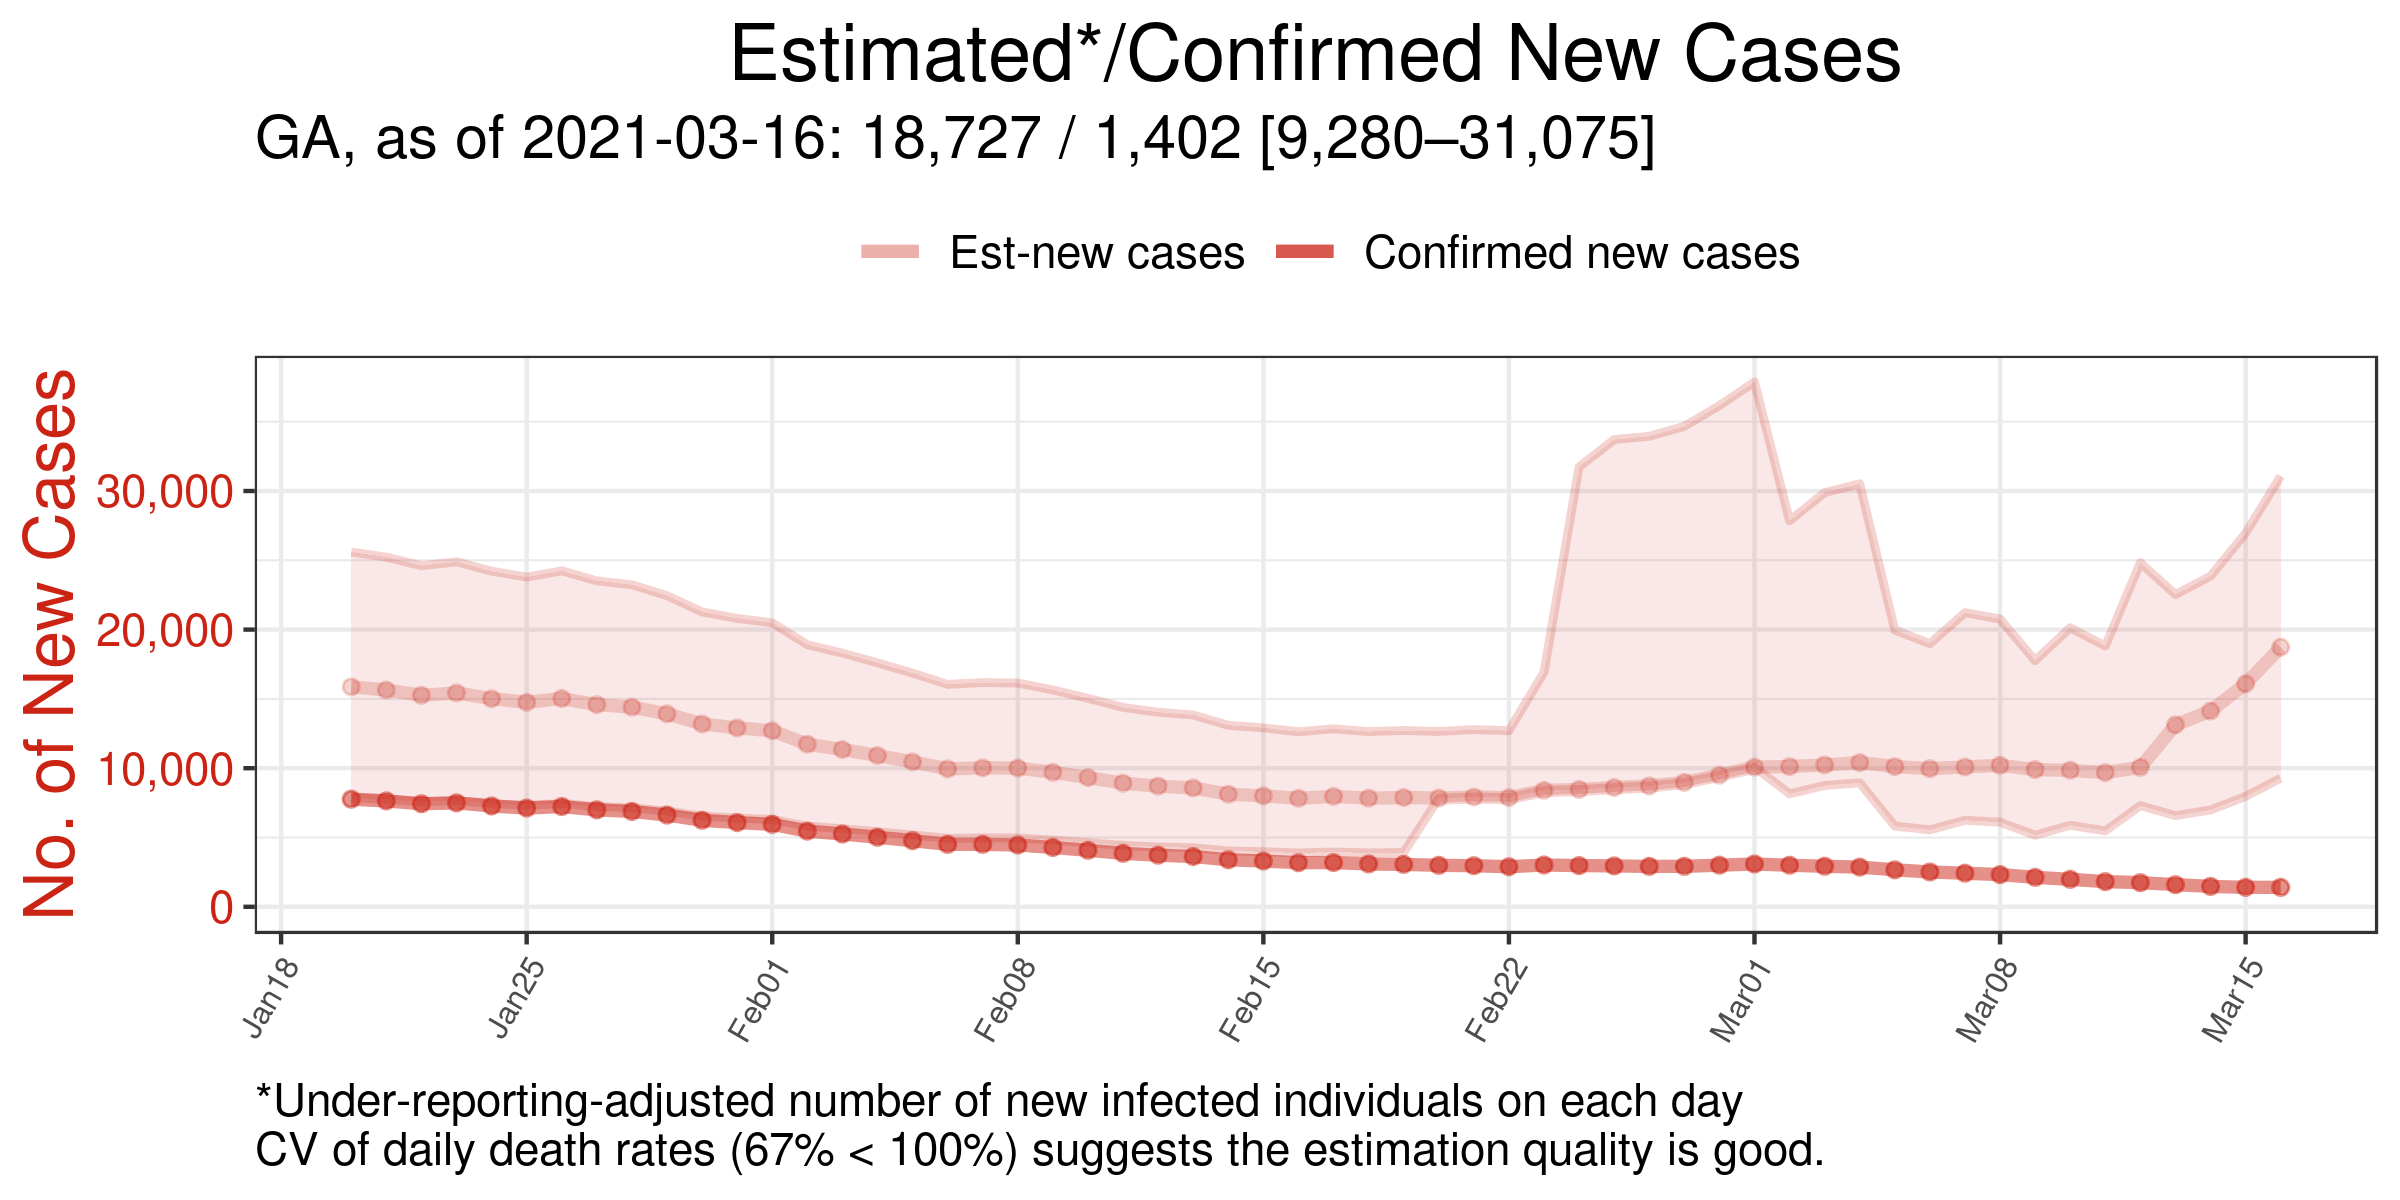 Estimated*/Confirmed New Cases
GA, as of 2021-03-16: 18,727 / 1,402 [9,280–31,075]
Est-new cases Confirmed new cases
No. of New Cases
30,000
20,000
10,000
0
Jan18 Jan25 Feb01 Feb08 Feb15 Feb22 Mar01 Mar08 Mar15
*Under-reporting-adjusted number of new infected individuals on each day
CV of daily death rates (67% < 100%) suggests the estimation quality is good.